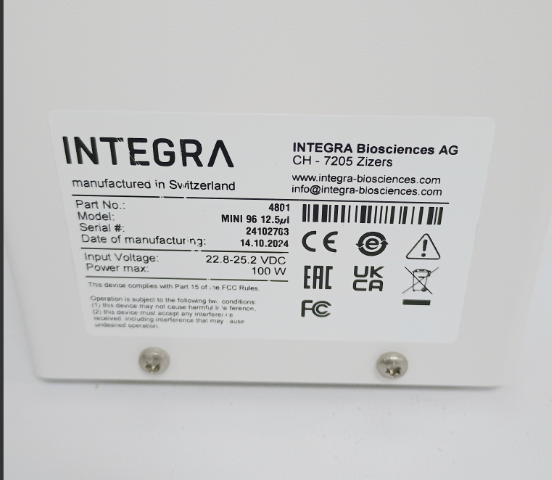 INTEGRA
manufactured in Switzerland
INTEGRA Biosciences AG
CH - 7205 Zizers
www.integra-biosciences.com
info@integra-biosciences.com
Part No.: 4801
Model: MINI 96 12.5µl
Serial #: 24102703
Date of manufacturing: 14.10.2024
Input Voltage: 22.8-25.2 VDC
Power max: 100 W
This device complies with Part 15 of the FCC Rules.
Operation is subject to the following two conditions:
(1) this device may not cause harmful interference,
(2) this device must accept any interference
received, including interference that may cause
undesired operation.
CE
EAC
UK
CA
FC